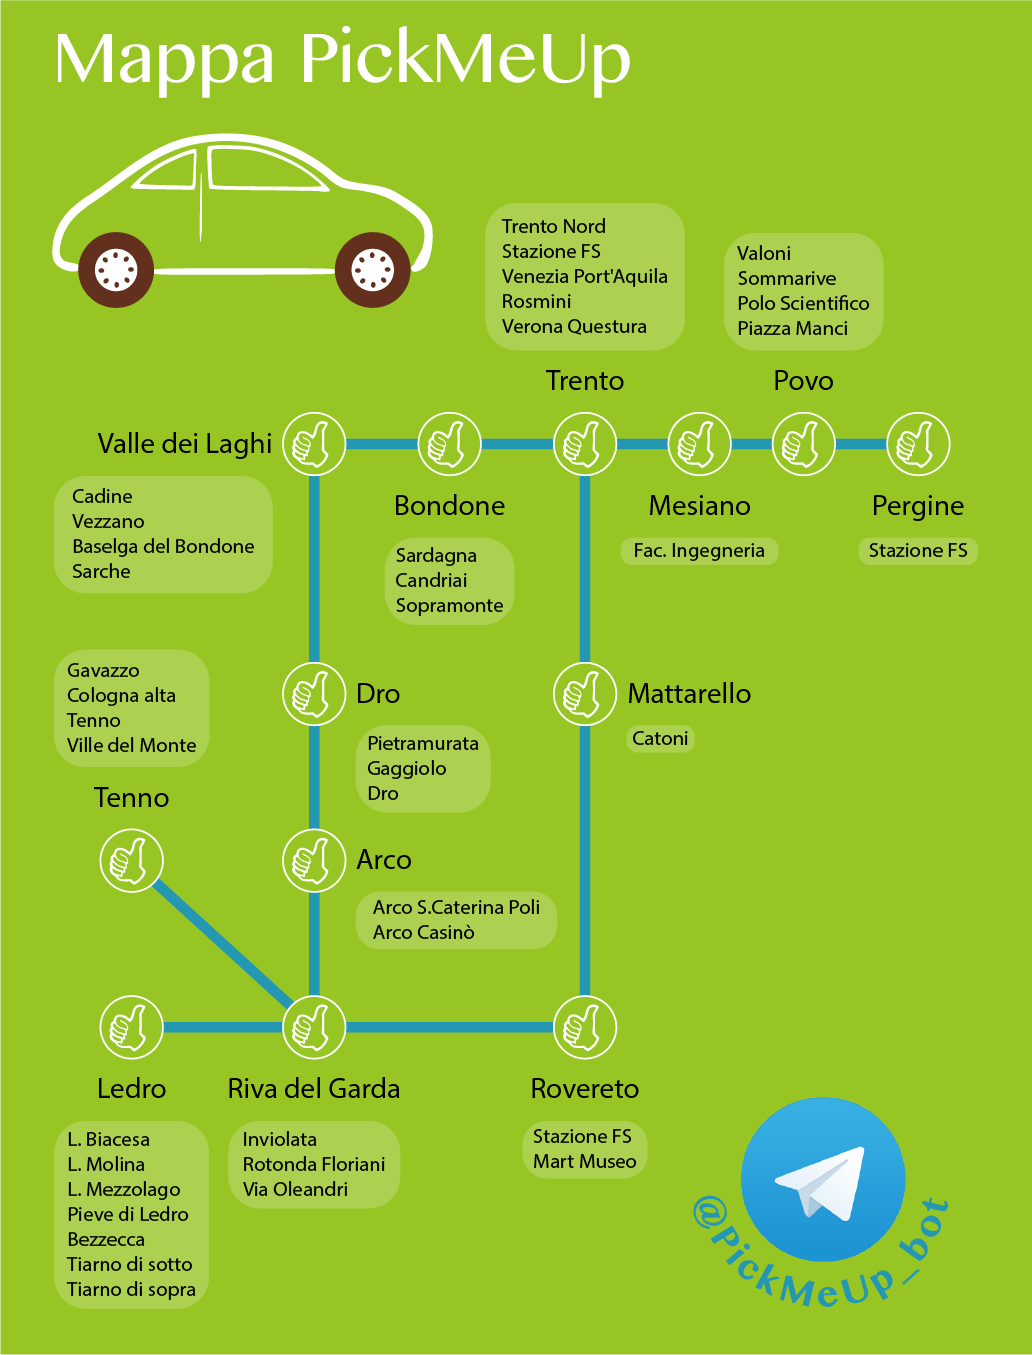 Mappa PickMeUp
Trento Nord
Stazione FS
Venezia Port'Aquila
Rosmini
Verona Questura
Valoni
Sommarive
Polo Scientifico
Piazza Manci
Trento
Povo
Valle dei Laghi
Cadine
Vezzano
Baselga del Bondone
Sarche
Bondone
Sardagna
Candriai
Sopramonte
Mesiano
Fac. Ingegneria
Pergine
Stazione FS
Gavazzo
Cologna alta
Tenno
Ville del Monte
Tenno
Dro
Pietramurata
Gaggiolo
Dro
Mattarello
Catoni
Arco
Arco S.Caterina Poli
Arco Casinò
Ledro
L. Biacesa
L. Molina
L. Mezzolago
Pieve di Ledro
Bezzecca
Tiarno di sotto
Tiarno di sopra
Riva del Garda
Inviolata
Rotonda Floriani
Via Oleandri
Rovereto
Stazione FS
Mart Museo
@PickMeUp_bot